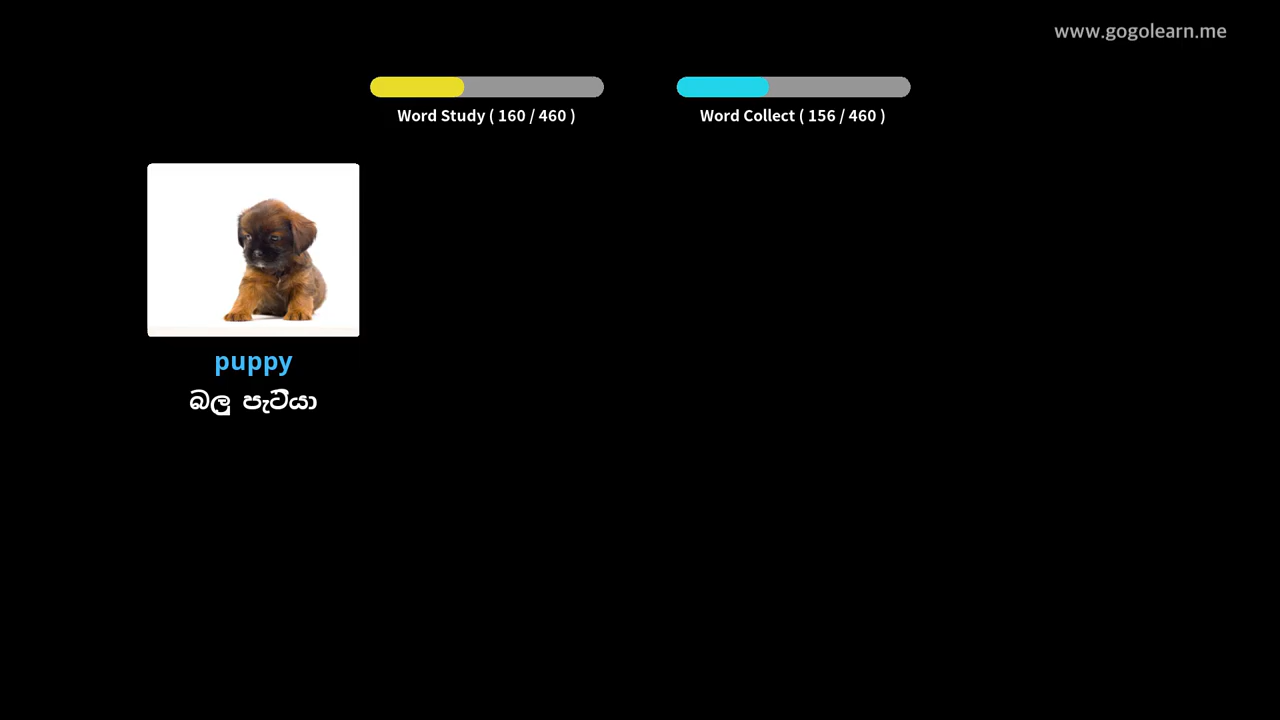 www.gogolearn.me
Word Study ( 160 / 460 )
Word Collect ( 156 / 460 )
puppy
බලු පැටියා